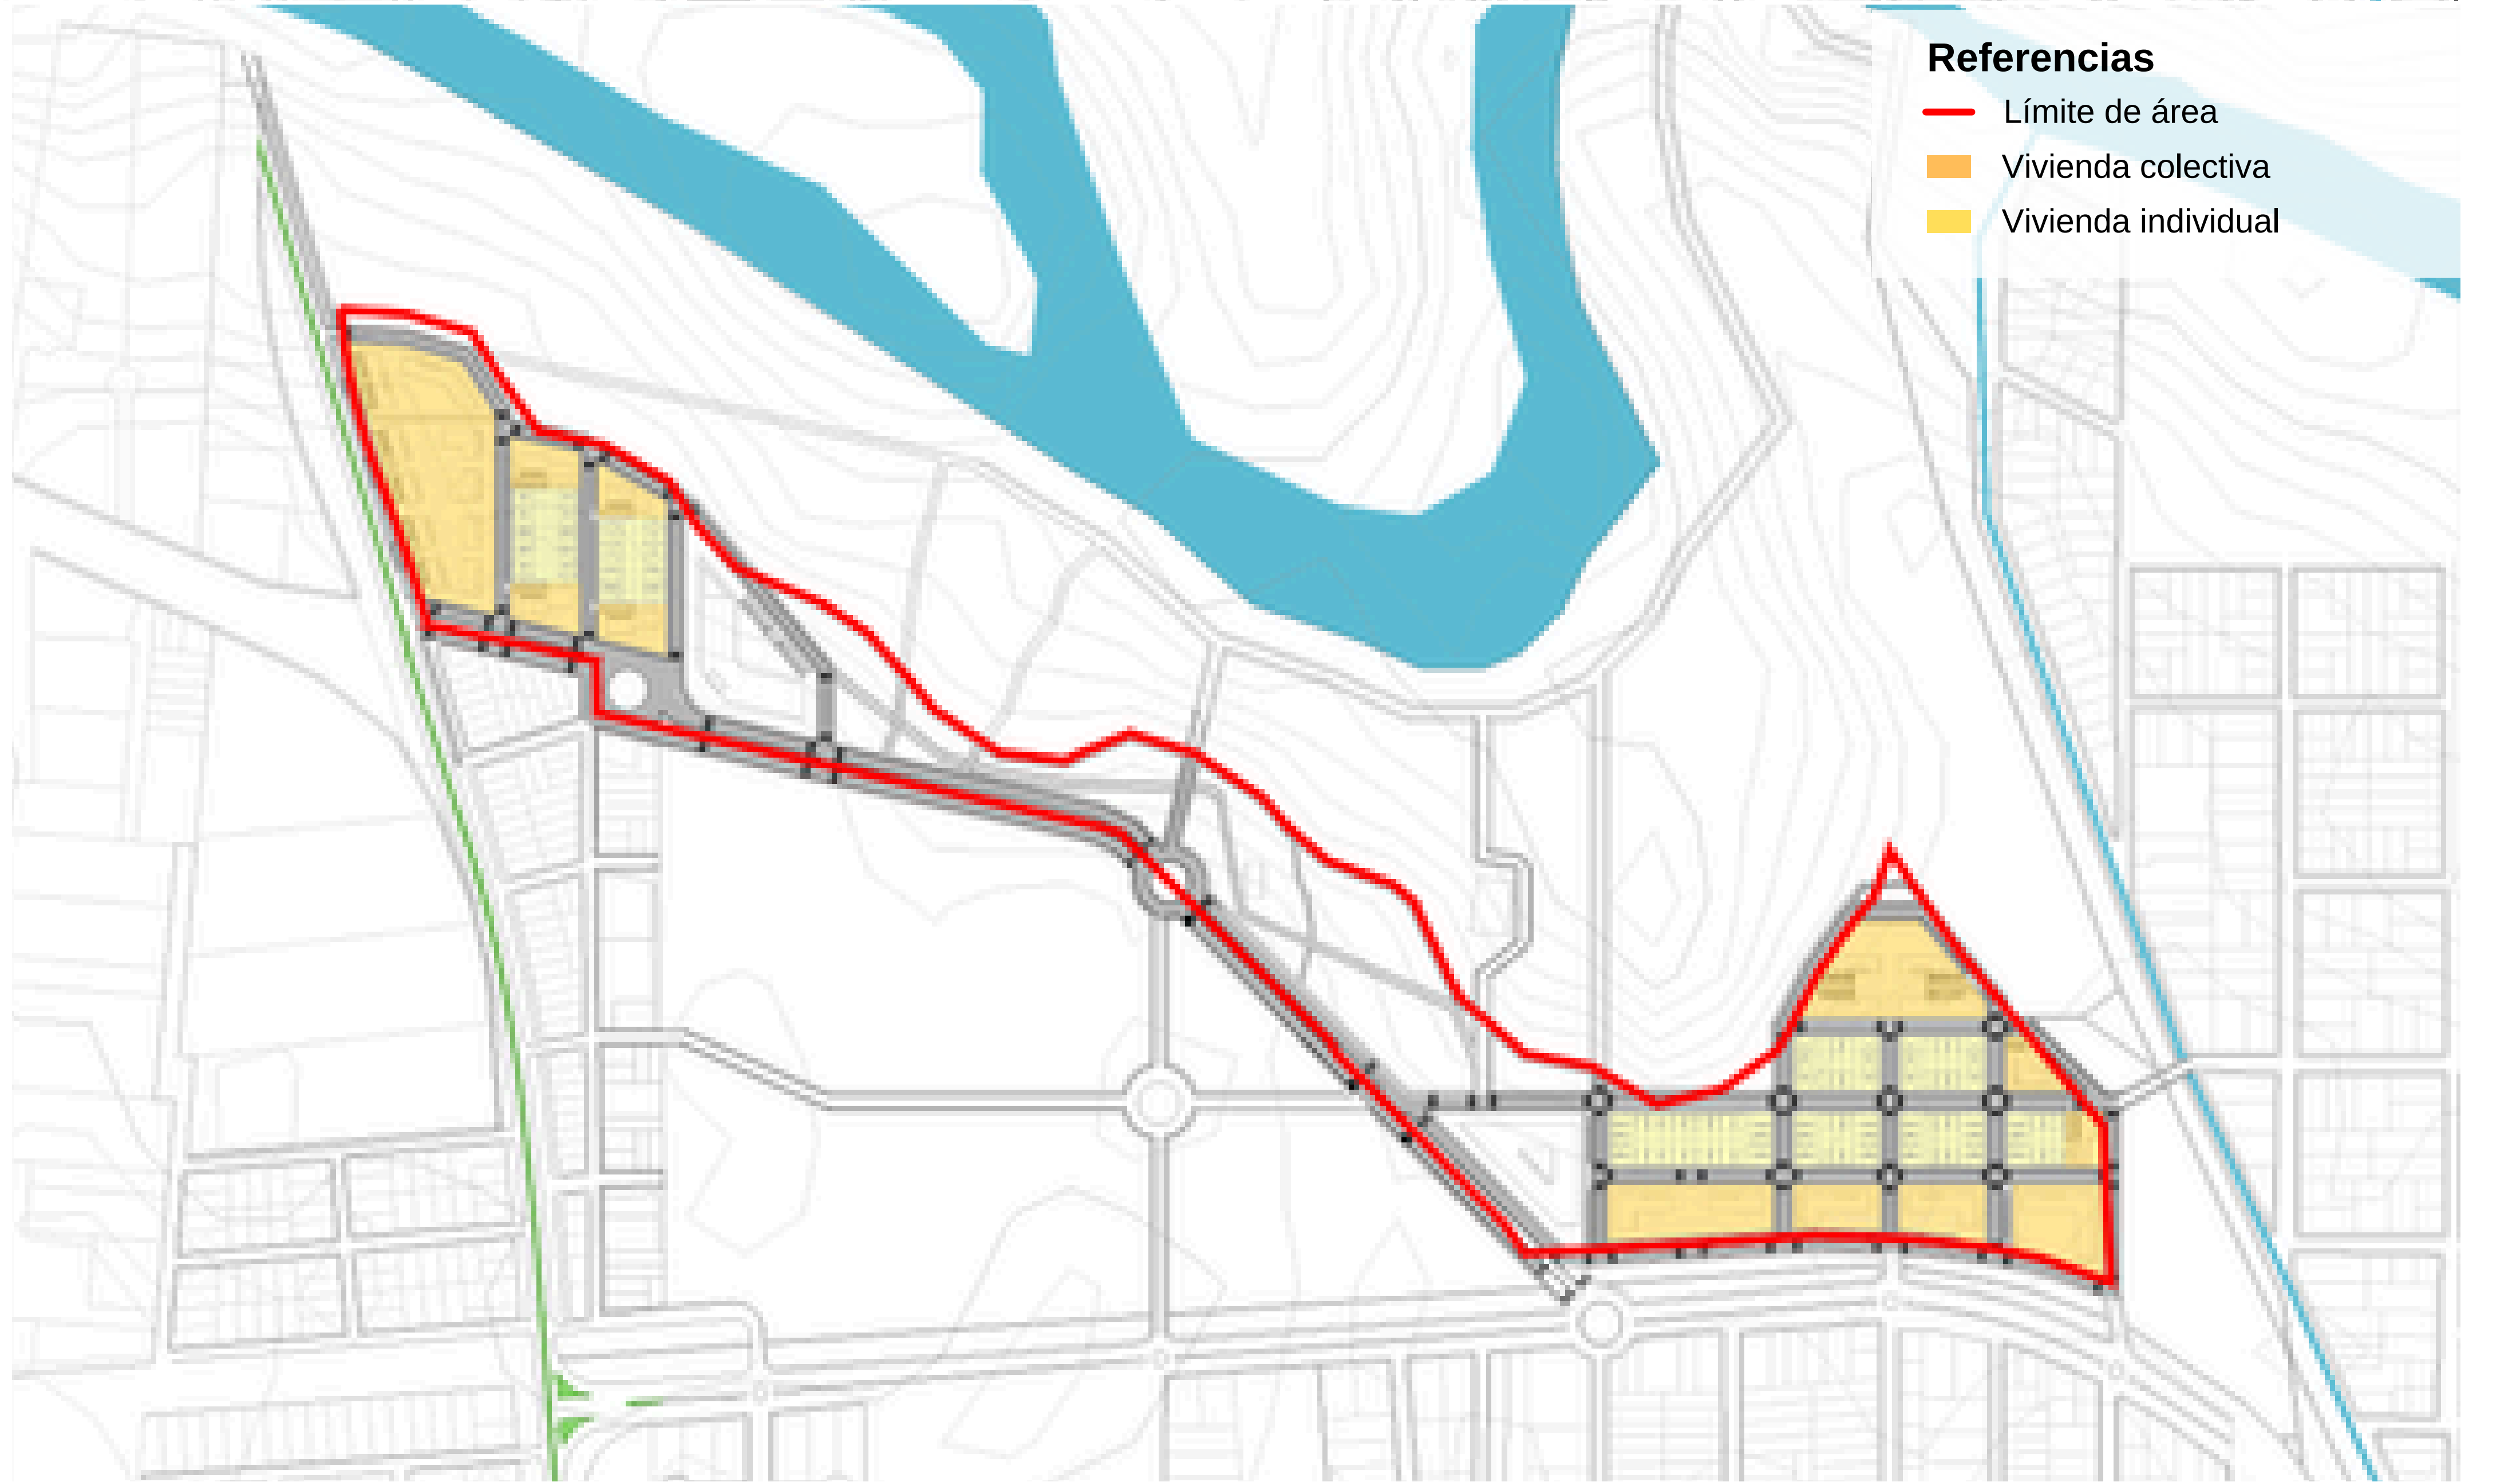 Referencias
Límite de área
Vivienda colectiva
Vivienda individual